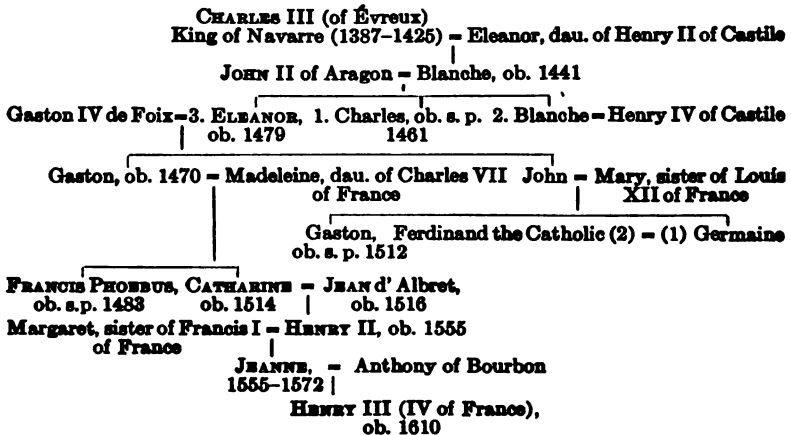 CHARLES III (of Évreux)
King of Navarre (1387–1425) = Eleanor, dau. of Henry II of Castile
JOHN II of Aragon = Blanche, ob. 1441
Gaston IV de Foix = 3. ELEANOR, 1. Charles, ob. s. p. 2. Blanche = Henry IV of Castile
ob. 1479 1461
Gaston, ob. 1470 = Madeleine, dau. of Charles VII John = Mary, sister of Louis
of France XII of France
Gaston, Ferdinand the Catholic (2) = (1) Germaine
ob. s. p. 1512
FRANCIS PHOEBUS, CATHARINE = JEAN d' Albret,
ob. s.p. 1483 ob. 1514 ob. 1516
Margaret, sister of Francis I = HENRY II, ob. 1555
of France
JEANNE, = Anthony of Bourbon
1555–1572
HENRY III (IV of France),
ob. 1610